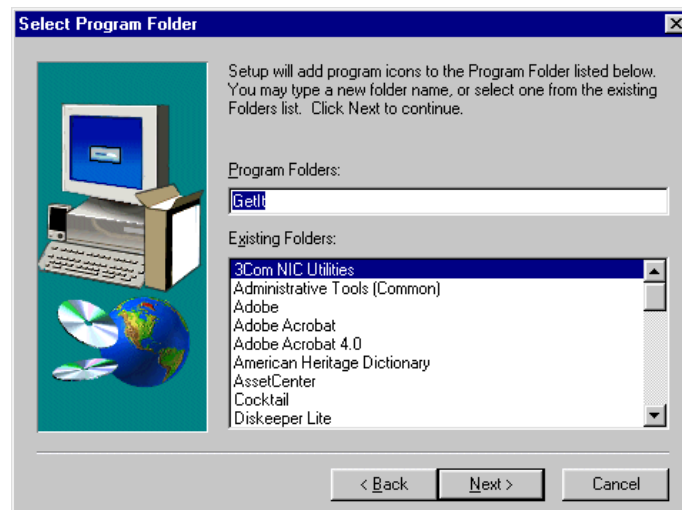 Select Program Folder
Setup will add program icons to the Program Folder listed below.
You may type a new folder name, or select one from the existing
Folders list. Click Next to continue.
Program Folders:
GetIt
Existing Folders:
3Com NIC Utilities
Administrative Tools (Common)
Adobe
Adobe Acrobat
Adobe Acrobat 4.0
American Heritage Dictionary
AssetCenter
Cocktail
Diskeeper Lite
< Back
Next >
Cancel